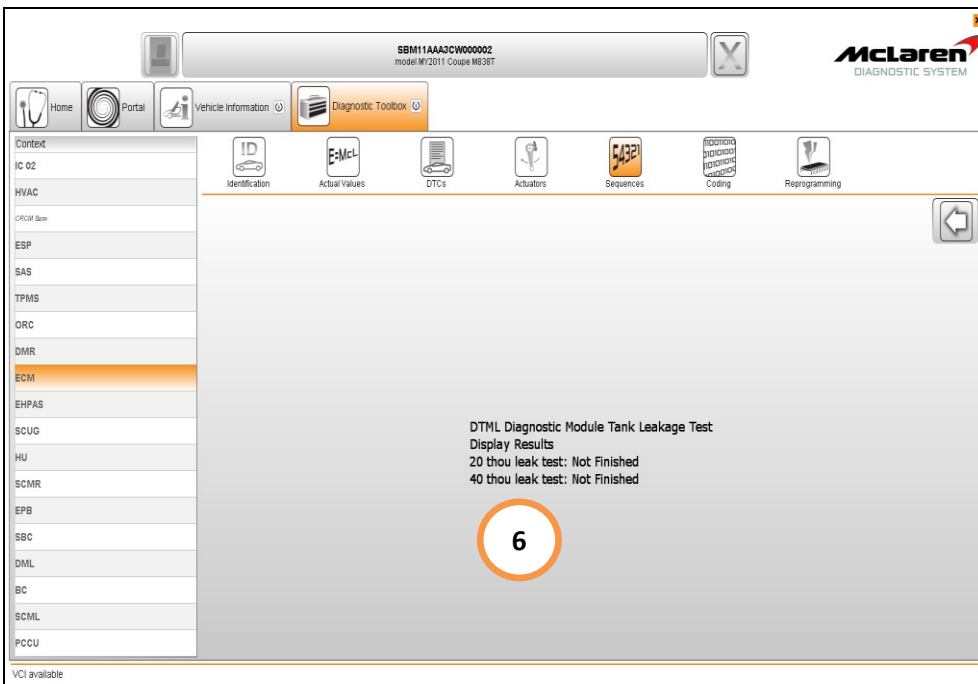 SBM11AAA3CW000002
model MY2011 Coupe M838T
McLaren
DIAGNOSTIC SYSTEM
Home
Portal
Vehicle Information
Diagnostic Toolbox
Context
IC 02
HVAC
CRCM Base
ESP
SAS
TPMS
ORC
DMR
ECM
EHPAS
SCUG
HU
SCMR
EPB
SBC
DML
BC
SCML
PCCU
ID
Identification
E=McL
Actual Values
DTCs
Actuators
54321
Sequences
Coding
Reprogramming
DTML Diagnostic Module Tank Leakage Test
Display Results
20 thou leak test: Not Finished
40 thou leak test: Not Finished
6
VCI available